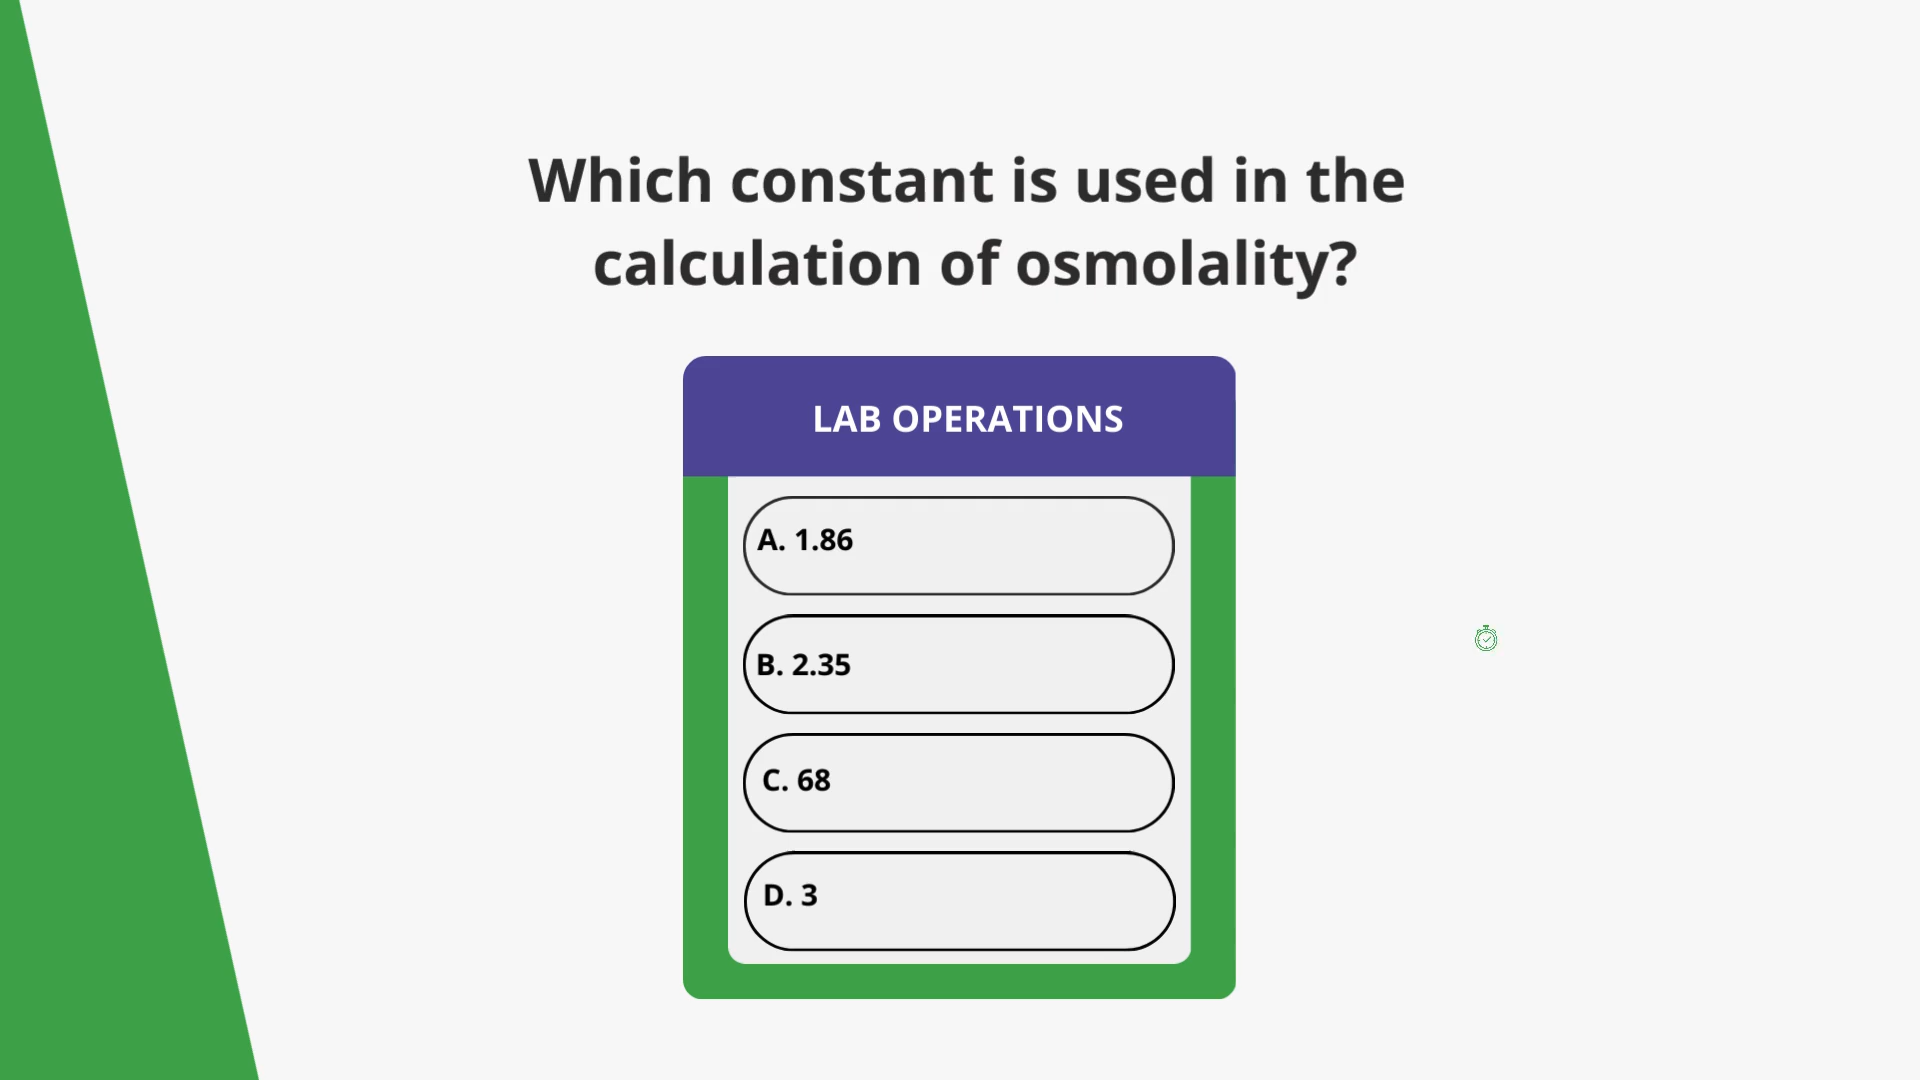 Which constant is used in the
calculation of osmolality?
LAB OPERATIONS
A. 1.86
B. 2.35
C. 68
D. 3